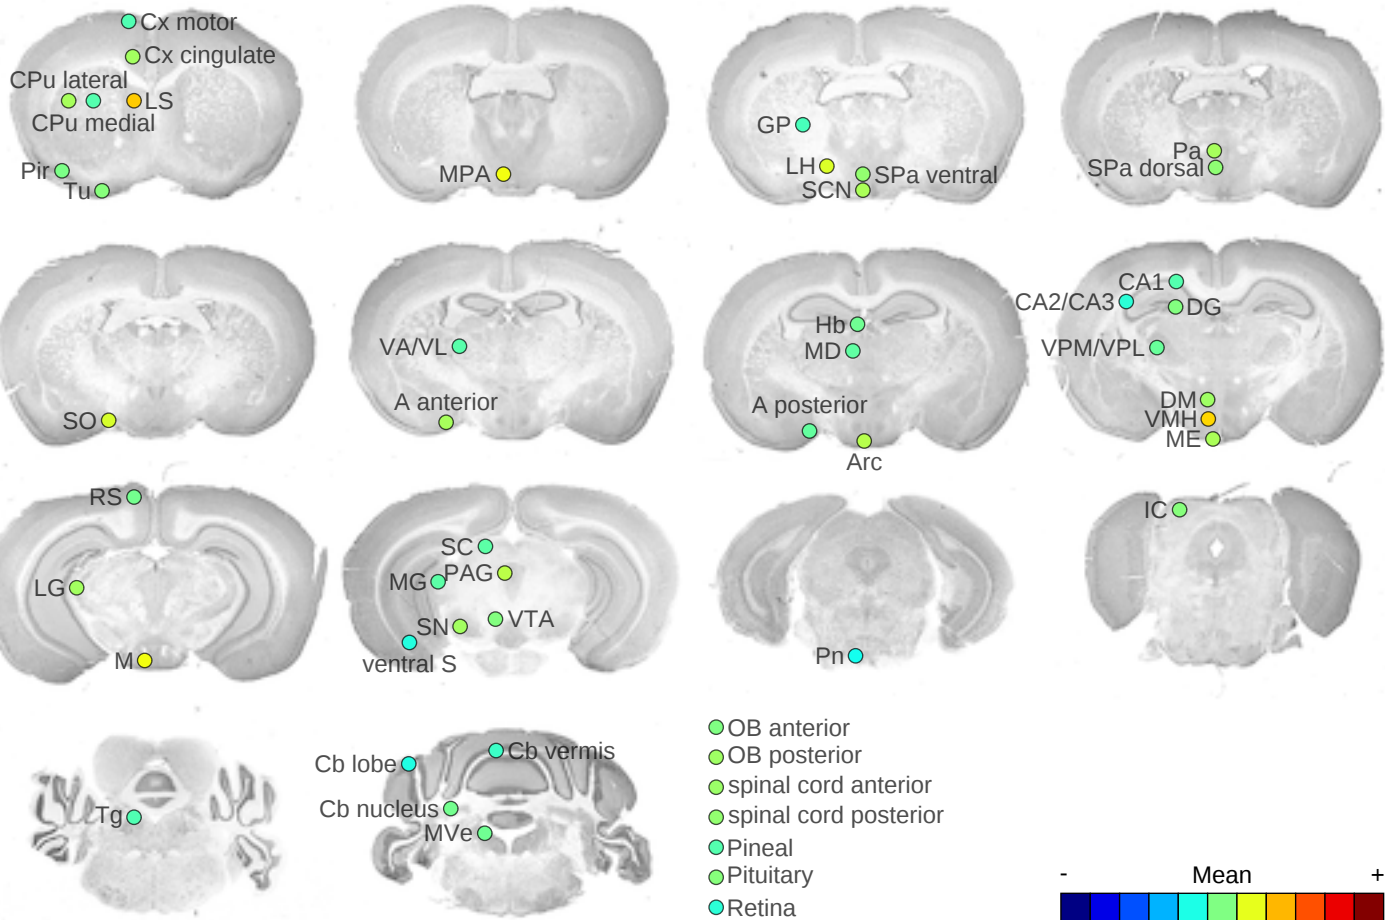 Cx motor
Cx cingulate
CPu lateral
LS
CPu medial
Pir
Tu
MPA
GP
LH
SPa ventral
SCN
Pa
SPa dorsal
SO
VA/VL
A anterior
Hb
MD
A posterior
Arc
CA1
CA2/CA3
DG
VPM/VPL
DM
VMH
ME
RS
LG
M
SC
MG
PAG
SN
VTA
ventral S
Pn
IC
Tg
Cb lobe
Cb vermis
Cb nucleus
MVe
OB anterior
OB posterior
spinal cord anterior
spinal cord posterior
Pineal
Pituitary
Retina
- Mean +